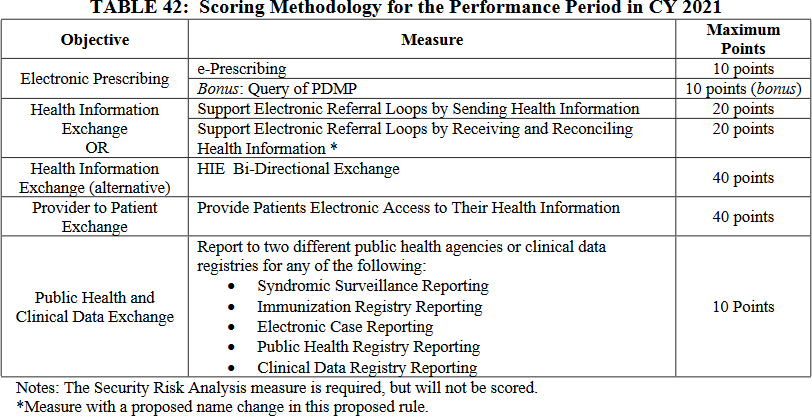 TABLE 42: Scoring Methodology for the Performance Period in CY 2021
Objective
Measure
Maximum
Points
Electronic Prescribing
e-Prescribing
10 points
Bonus: Query of PDMP
10 points (bonus)
Health Information
Exchange
OR
Support Electronic Referral Loops by Sending Health Information
20 points
Support Electronic Referral Loops by Receiving and Reconciling
Health Information *
20 points
Health Information
Exchange (alternative)
HIE Bi-Directional Exchange
40 points
Provider to Patient
Exchange
Provide Patients Electronic Access to Their Health Information
40 points
Public Health and
Clinical Data Exchange
Report to two different public health agencies or clinical data
registries for any of the following:
• Syndromic Surveillance Reporting
• Immunization Registry Reporting
• Electronic Case Reporting
• Public Health Registry Reporting
• Clinical Data Registry Reporting
10 Points
Notes: The Security Risk Analysis measure is required, but will not be scored.
*Measure with a proposed name change in this proposed rule.